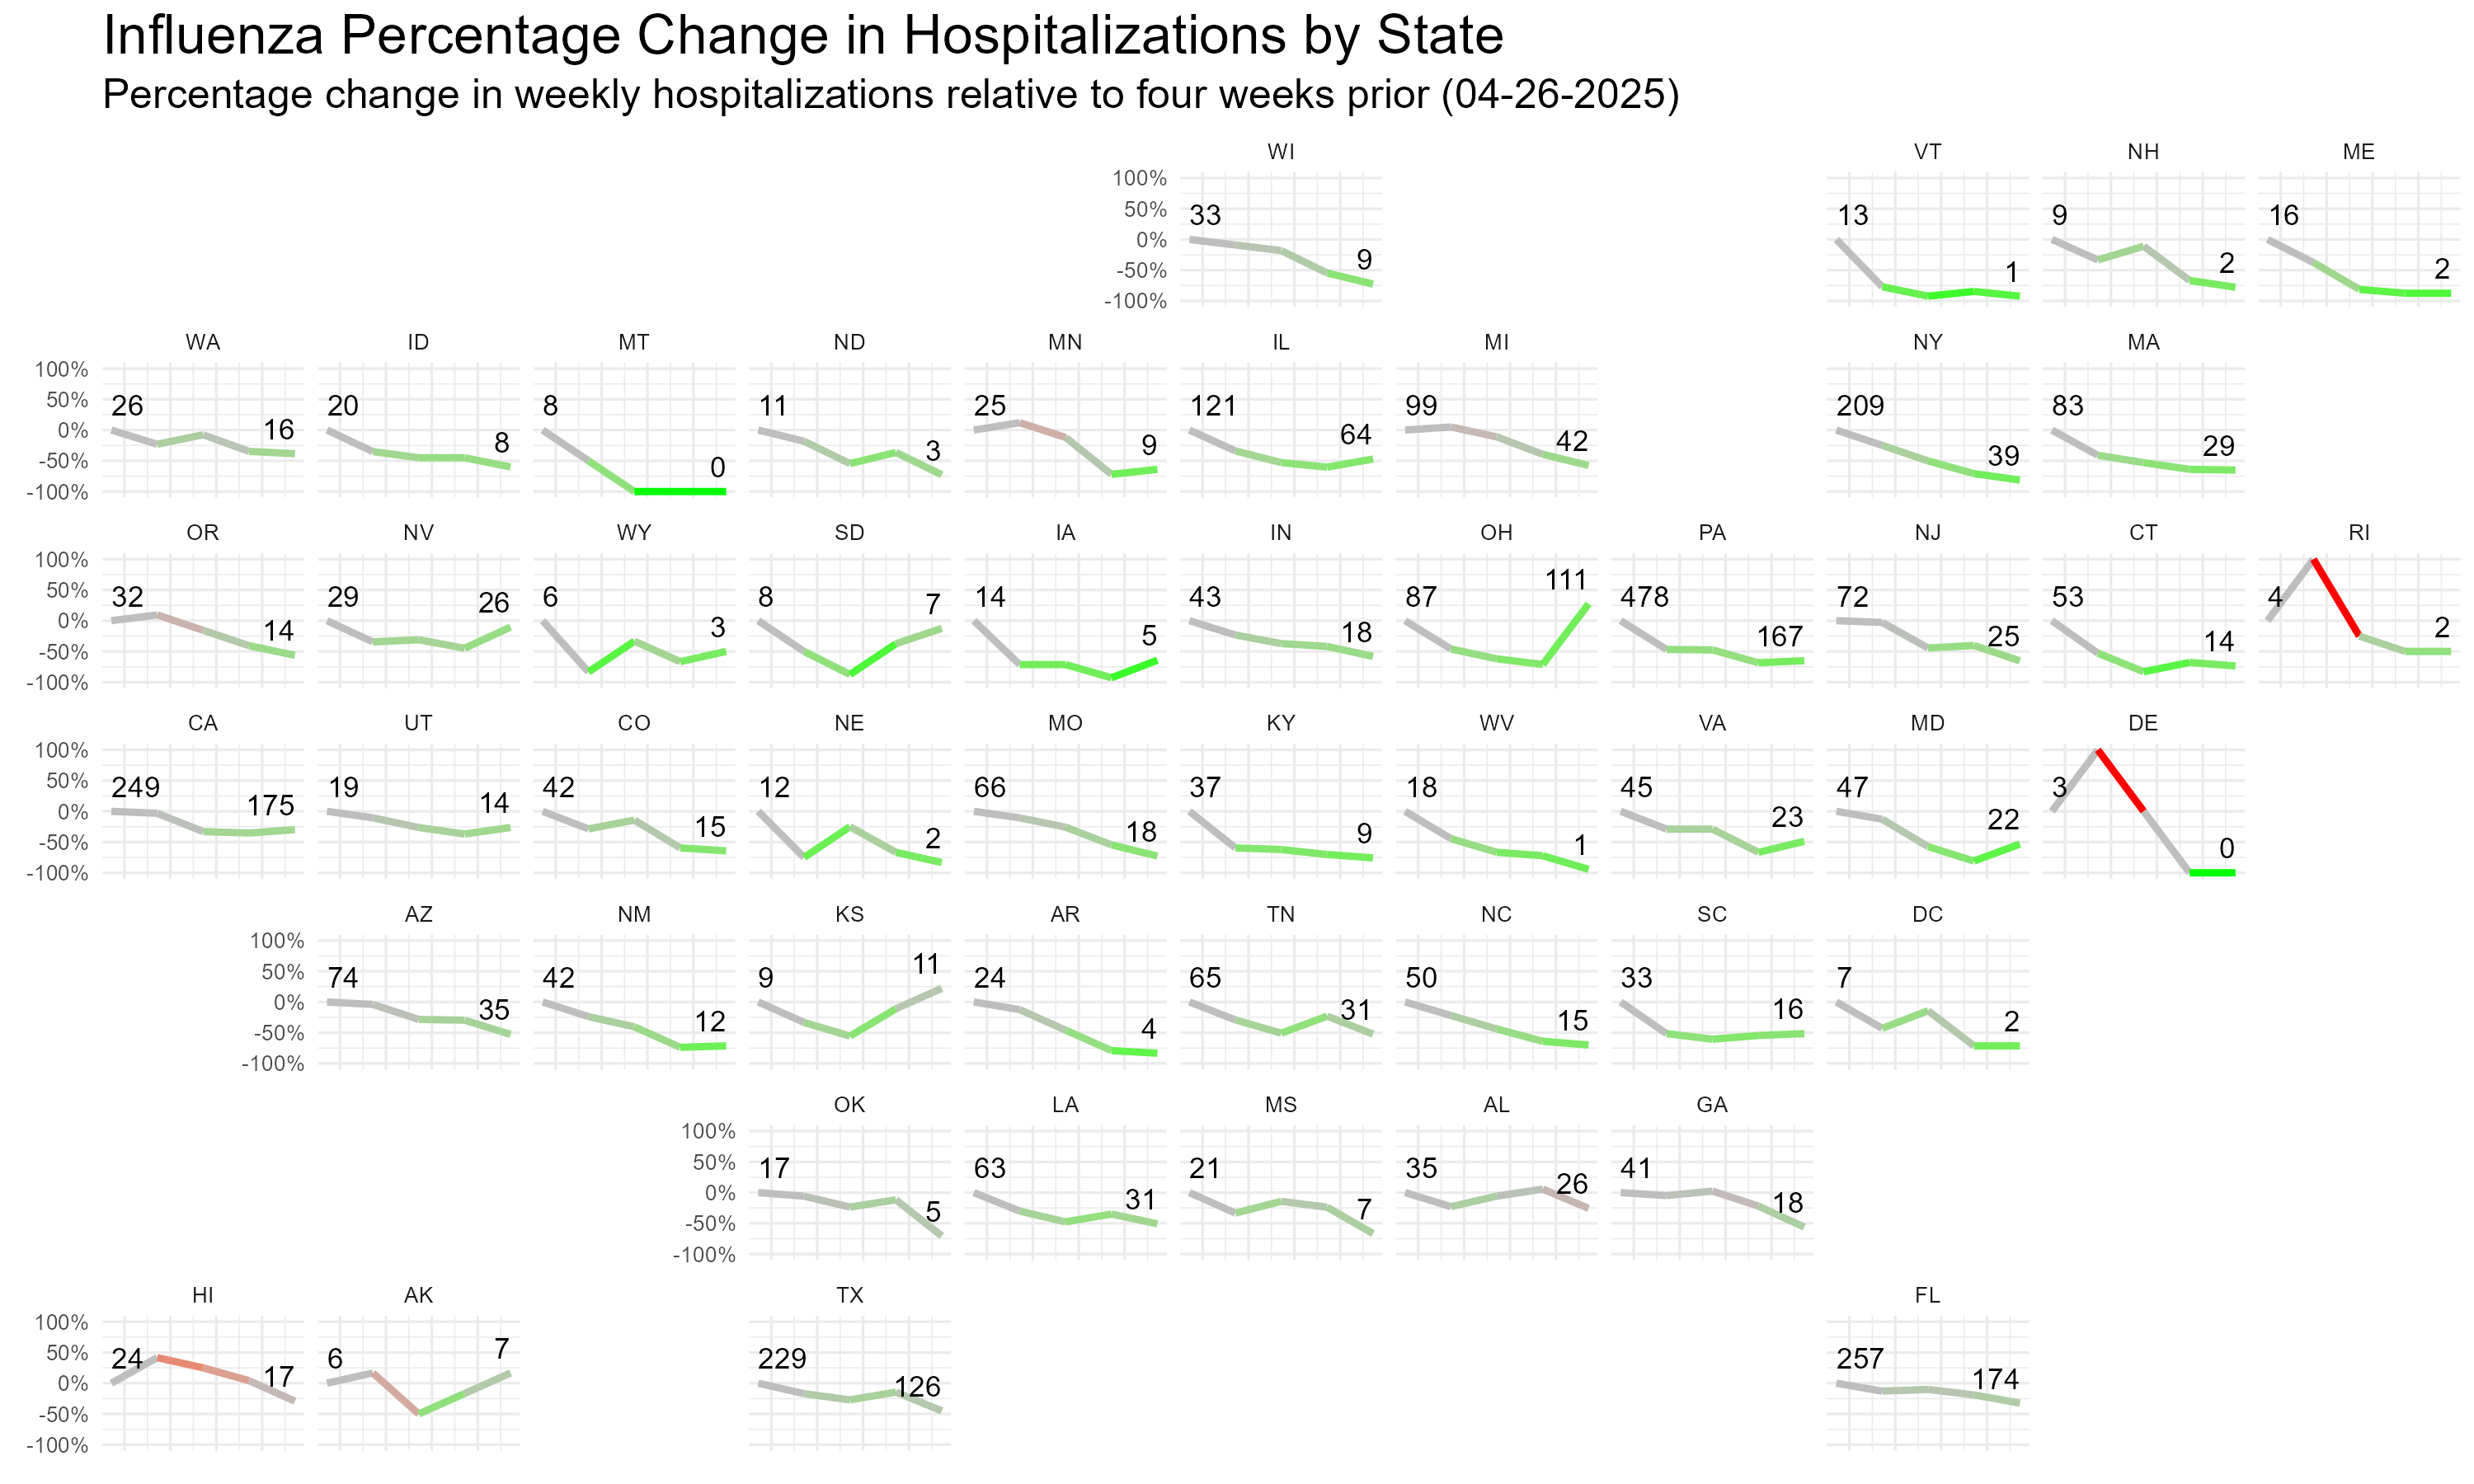 Influenza Percentage Change in Hospitalizations by State
Percentage change in weekly hospitalizations relative to four weeks prior (04-26-2025)
WI VT NH ME
100%
50%
0%
-50%
-100%
33 9 13 1 9 2 16 2
WA ID MT ND MN IL MI NY MA
100%
50%
0%
-50%
-100%
26 16 20 8 8 0 11 3 25 9 121 64 99 42 209 39 83 29
OR NV WY SD IA IN OH PA NJ CT RI
100%
50%
0%
-50%
-100%
32 14 29 26 6 3 8 7 14 5 43 18 87 111 478 167 72 25 53 14 4 2
CA UT CO NE MO KY WV VA MD DE
100%
50%
0%
-50%
-100%
249 175 19 14 42 15 12 2 66 18 37 9 18 1 45 23 47 22 3 0
AZ NM KS AR TN NC SC DC
100%
50%
0%
-50%
-100%
74 35 42 12 9 11 24 4 65 31 50 15 33 16 7 2
OK LA MS AL GA
100%
50%
0%
-50%
-100%
17 5 63 31 21 7 35 26 41 18
HI AK TX FL
100%
50%
0%
-50%
-100%
24 17 6 7 229 126 257 174